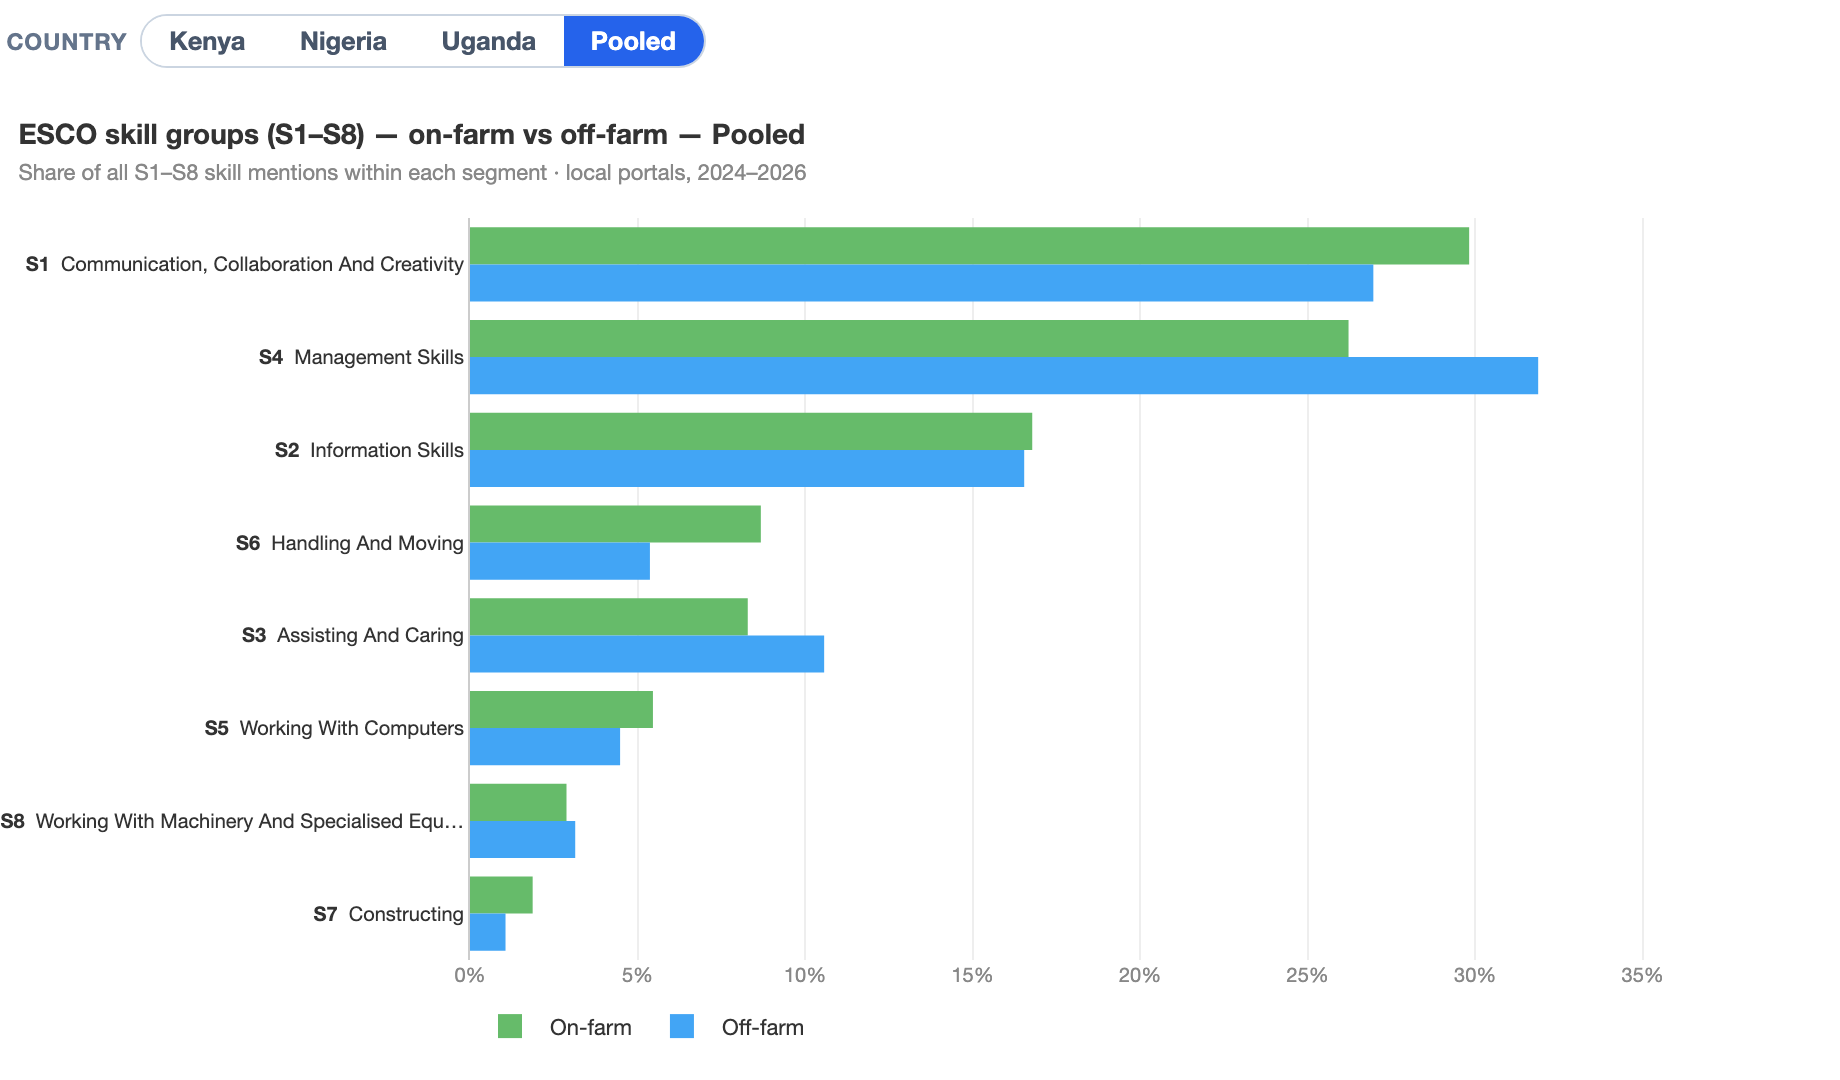 COUNTRY Kenya Nigeria Uganda Pooled
ESCO skill groups (S1–S8) — on-farm vs off-farm — Pooled
Share of all S1–S8 skill mentions within each segment · local portals, 2024–2026
S1 Communication, Collaboration And Creativity
S4 Management Skills
S2 Information Skills
S6 Handling And Moving
S3 Assisting And Caring
S5 Working With Computers
S8 Working With Machinery And Specialised Equ...
S7 Constructing
0% 5% 10% 15% 20% 25% 30% 35%
On-farm Off-farm